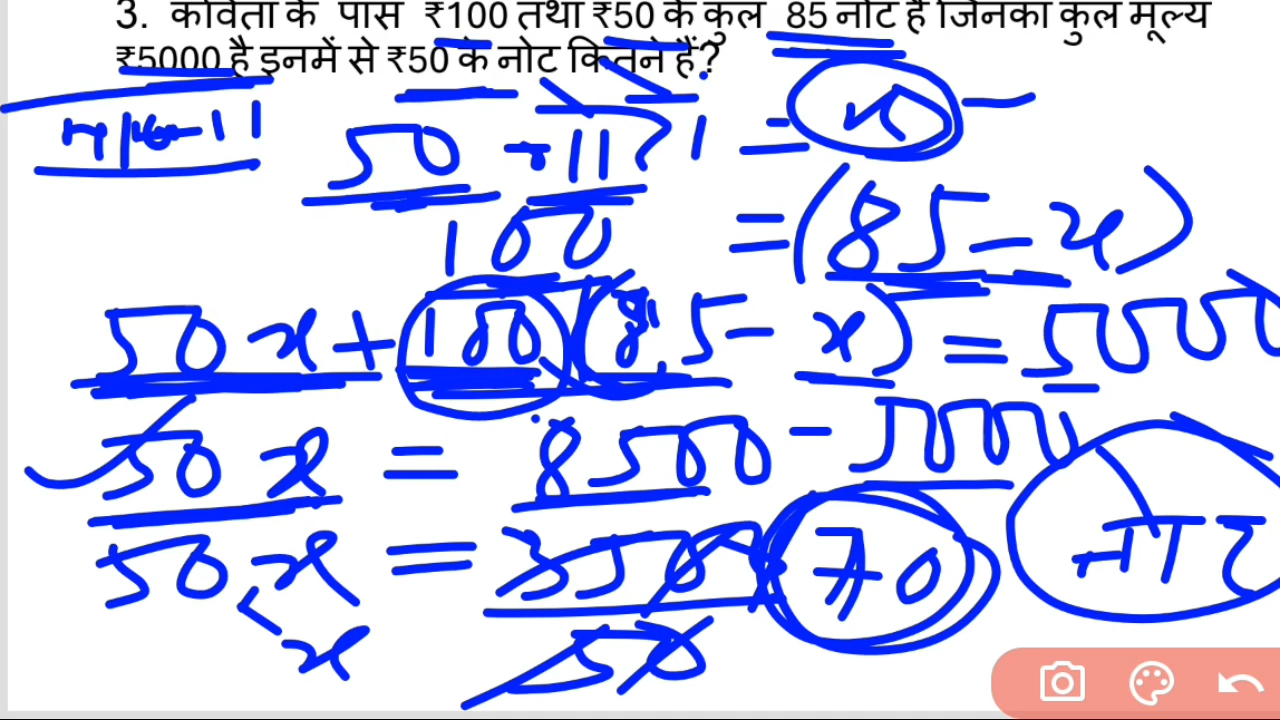 3. कविता के पास ₹100 तथा ₹50 के कुल 85 नोट हैं जिनका कुल मूल्य
₹5000 है इनमें से ₹50 के नोट कितने हैं?
50 = x
100 = (85 - x)
50x + 100 (85 - x) = 5000
50x = 8500 - 5000
50x = 3500 70
x 50